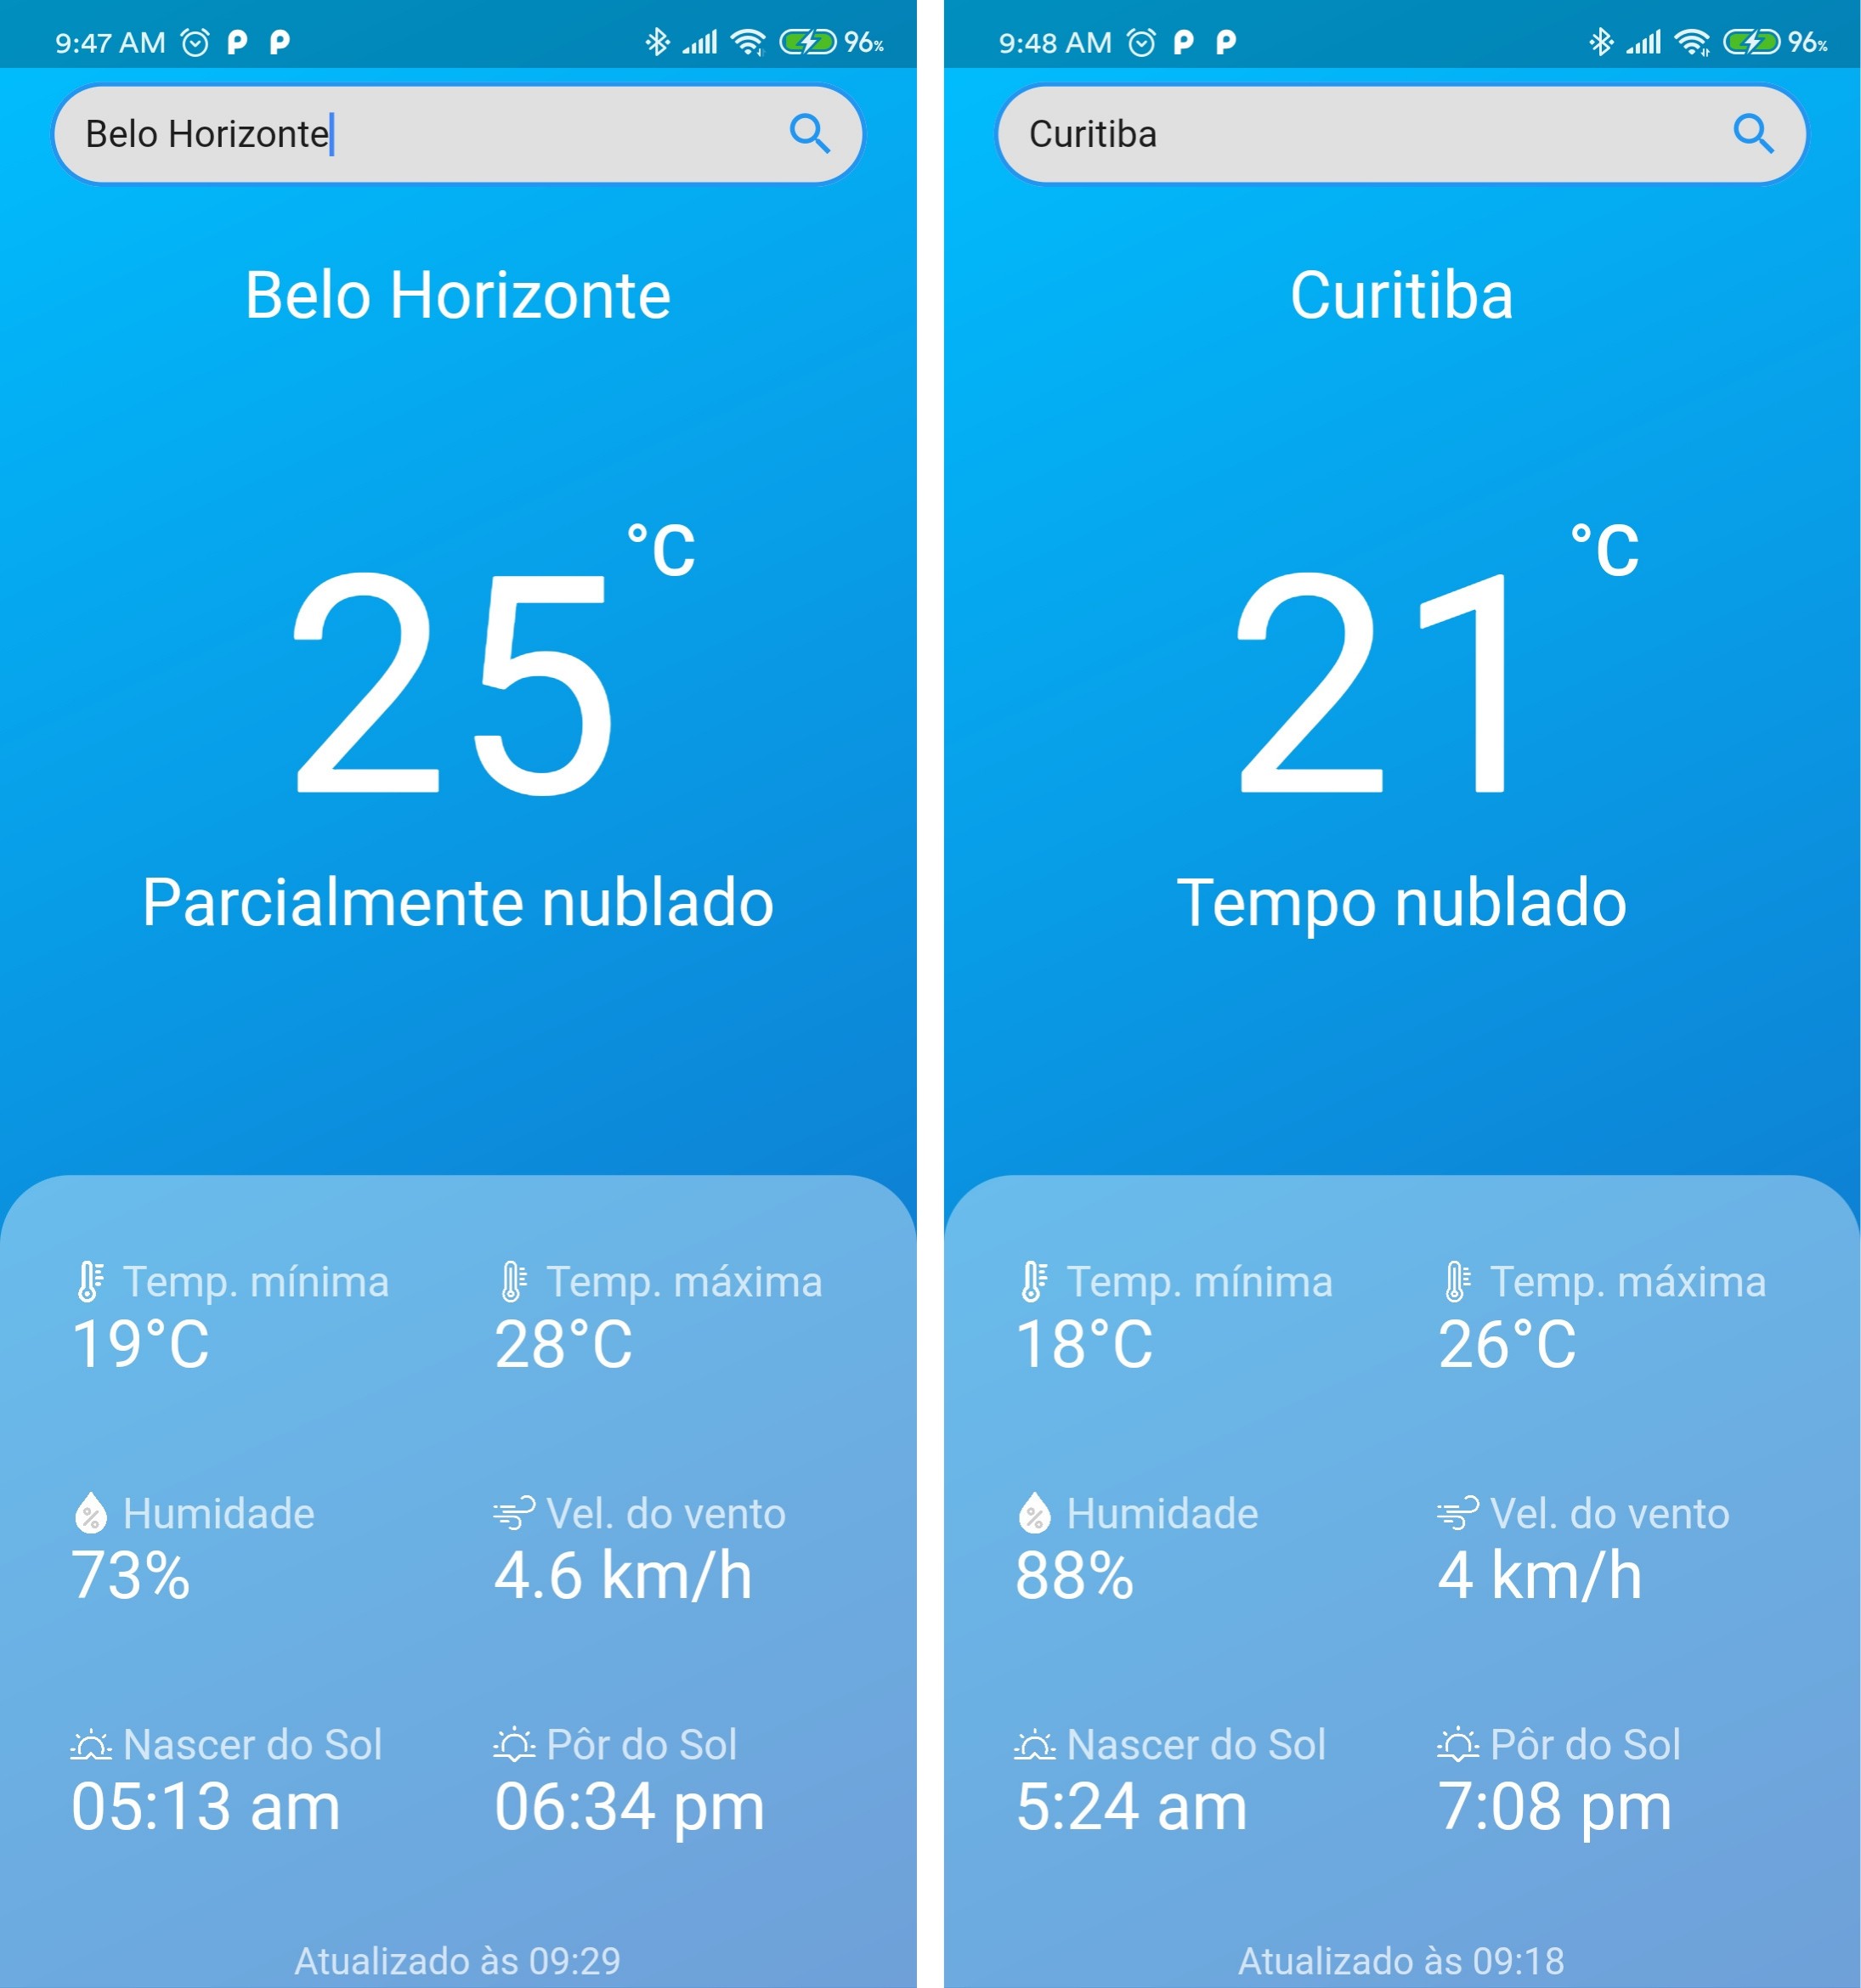 9:47 AM 96%
Belo Horizonte
Belo Horizonte
25 °C
Parcialmente nublado
Temp. mínima Temp. máxima
19°C 28°C
Humidade Vel. do vento
73% 4.6 km/h
Nascer do Sol Pôr do Sol
05:13 am 06:34 pm
Atualizado às 09:29
9:48 AM 96%
Curitiba
Curitiba
21 °C
Tempo nublado
Temp. mínima Temp. máxima
18°C 26°C
Humidade Vel. do vento
88% 4 km/h
Nascer do Sol Pôr do Sol
5:24 am 7:08 pm
Atualizado às 09:18